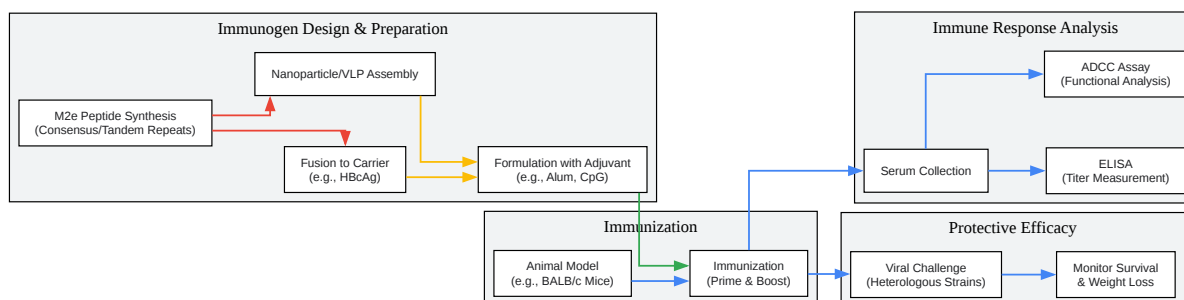 Immunogen Design & Preparation
Nanoparticle/VLP Assembly
M2e Peptide Synthesis
(Consensus/Tandem Repeats)
Fusion to Carrier
(e.g., HBcAg)
Formulation with Adjuvant
(e.g., Alum, CpG)
Immunization
Animal Model
(e.g., BALB/c Mice)
Immunization
(Prime & Boost)
Immune Response Analysis
ADCC Assay
(Functional Analysis)
Serum Collection
ELISA
(Titer Measurement)
Protective Efficacy
Viral Challenge
(Heterologous Strains)
Monitor Survival
& Weight Loss